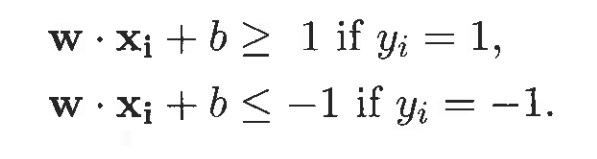 w · xᵢ + b ≥ 1 if yᵢ = 1,
w · xᵢ + b ≤ −1 if yᵢ = −1.